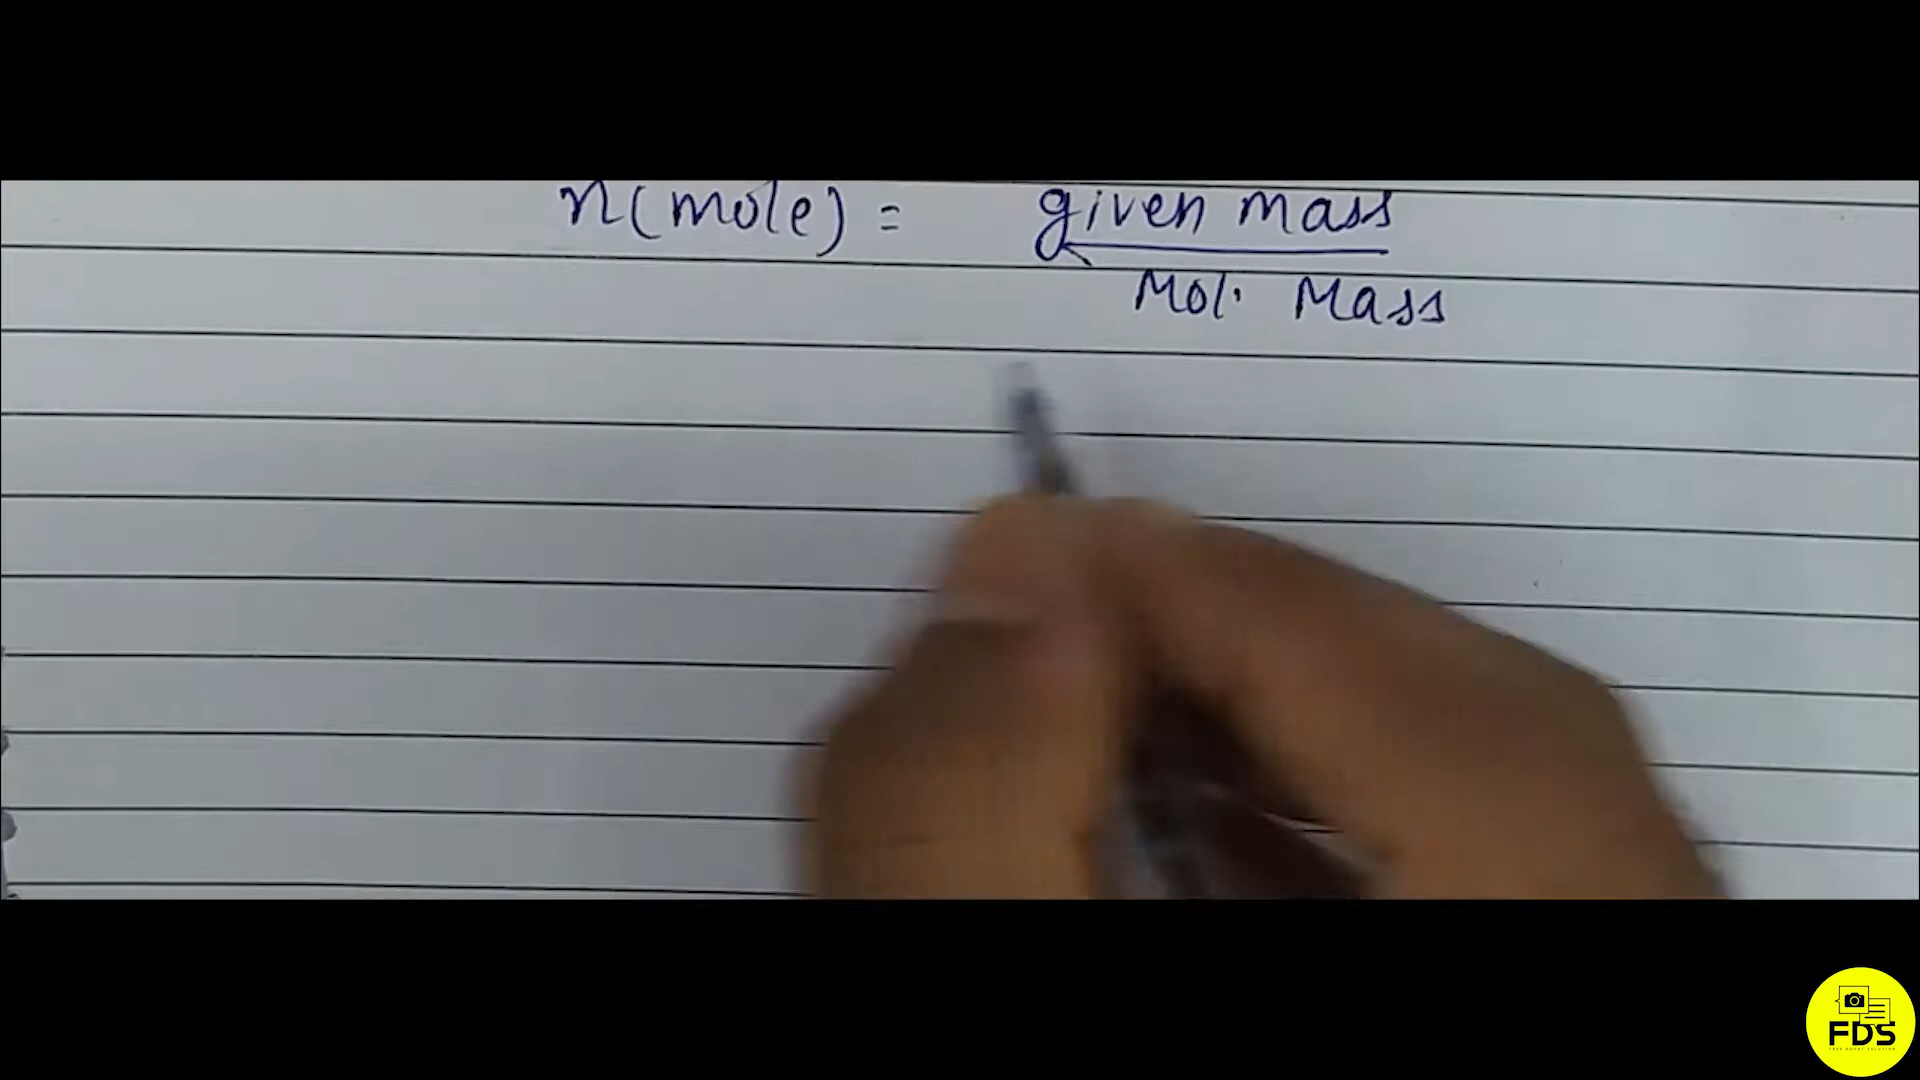 n(mole) = given mass
Mol. Mass
FDS